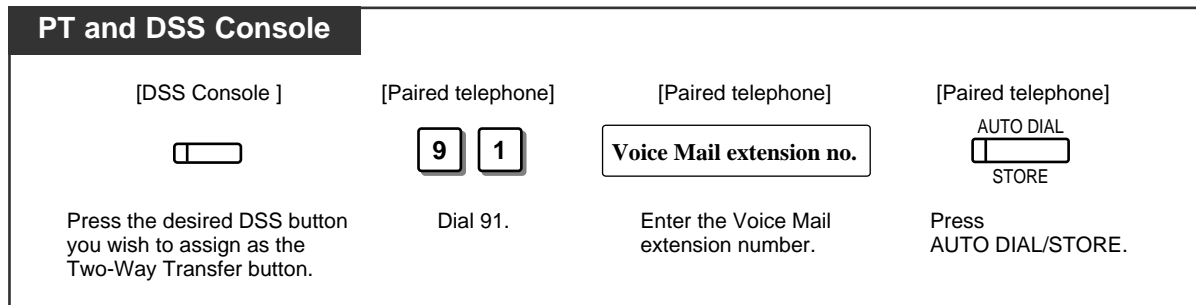 PT and DSS Console
[DSS Console ]
[Paired telephone]
[Paired telephone]
[Paired telephone]
9 1
Voice Mail extension no.
AUTO DIAL
STORE
Press the desired DSS button
you wish to assign as the
Two-Way Transfer button.
Dial 91.
Enter the Voice Mail
extension number.
Press
AUTO DIAL/STORE.